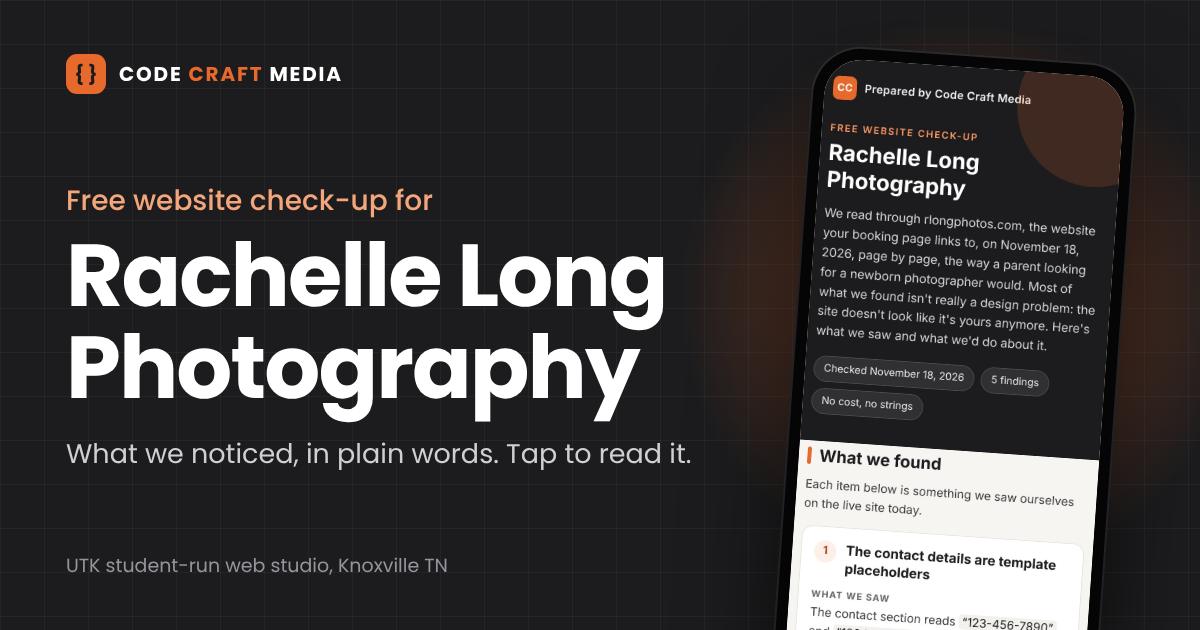 { } CODE CRAFT MEDIA
Free website check-up for
Rachelle Long
Photography
What we noticed, in plain words. Tap to read it.
UTK student-run web studio, Knoxville TN
CC Prepared by Code Craft Media
FREE WEBSITE CHECK-UP
Rachelle Long
Photography
We read through rlongphotos.com, the website
your booking page links to, on November 18,
2026, page by page, the way a parent looking
for a newborn photographer would. Most of
what we found isn't really a design problem: the
site doesn't look like it's yours anymore. Here's
what we saw and what we'd do about it.
Checked November 18, 2026 5 findings
No cost, no strings
What we found
Each item below is something we saw ourselves
on the live site today.
1 The contact details are template
placeholders
WHAT WE SAW
The contact section reads "123-456-7890"